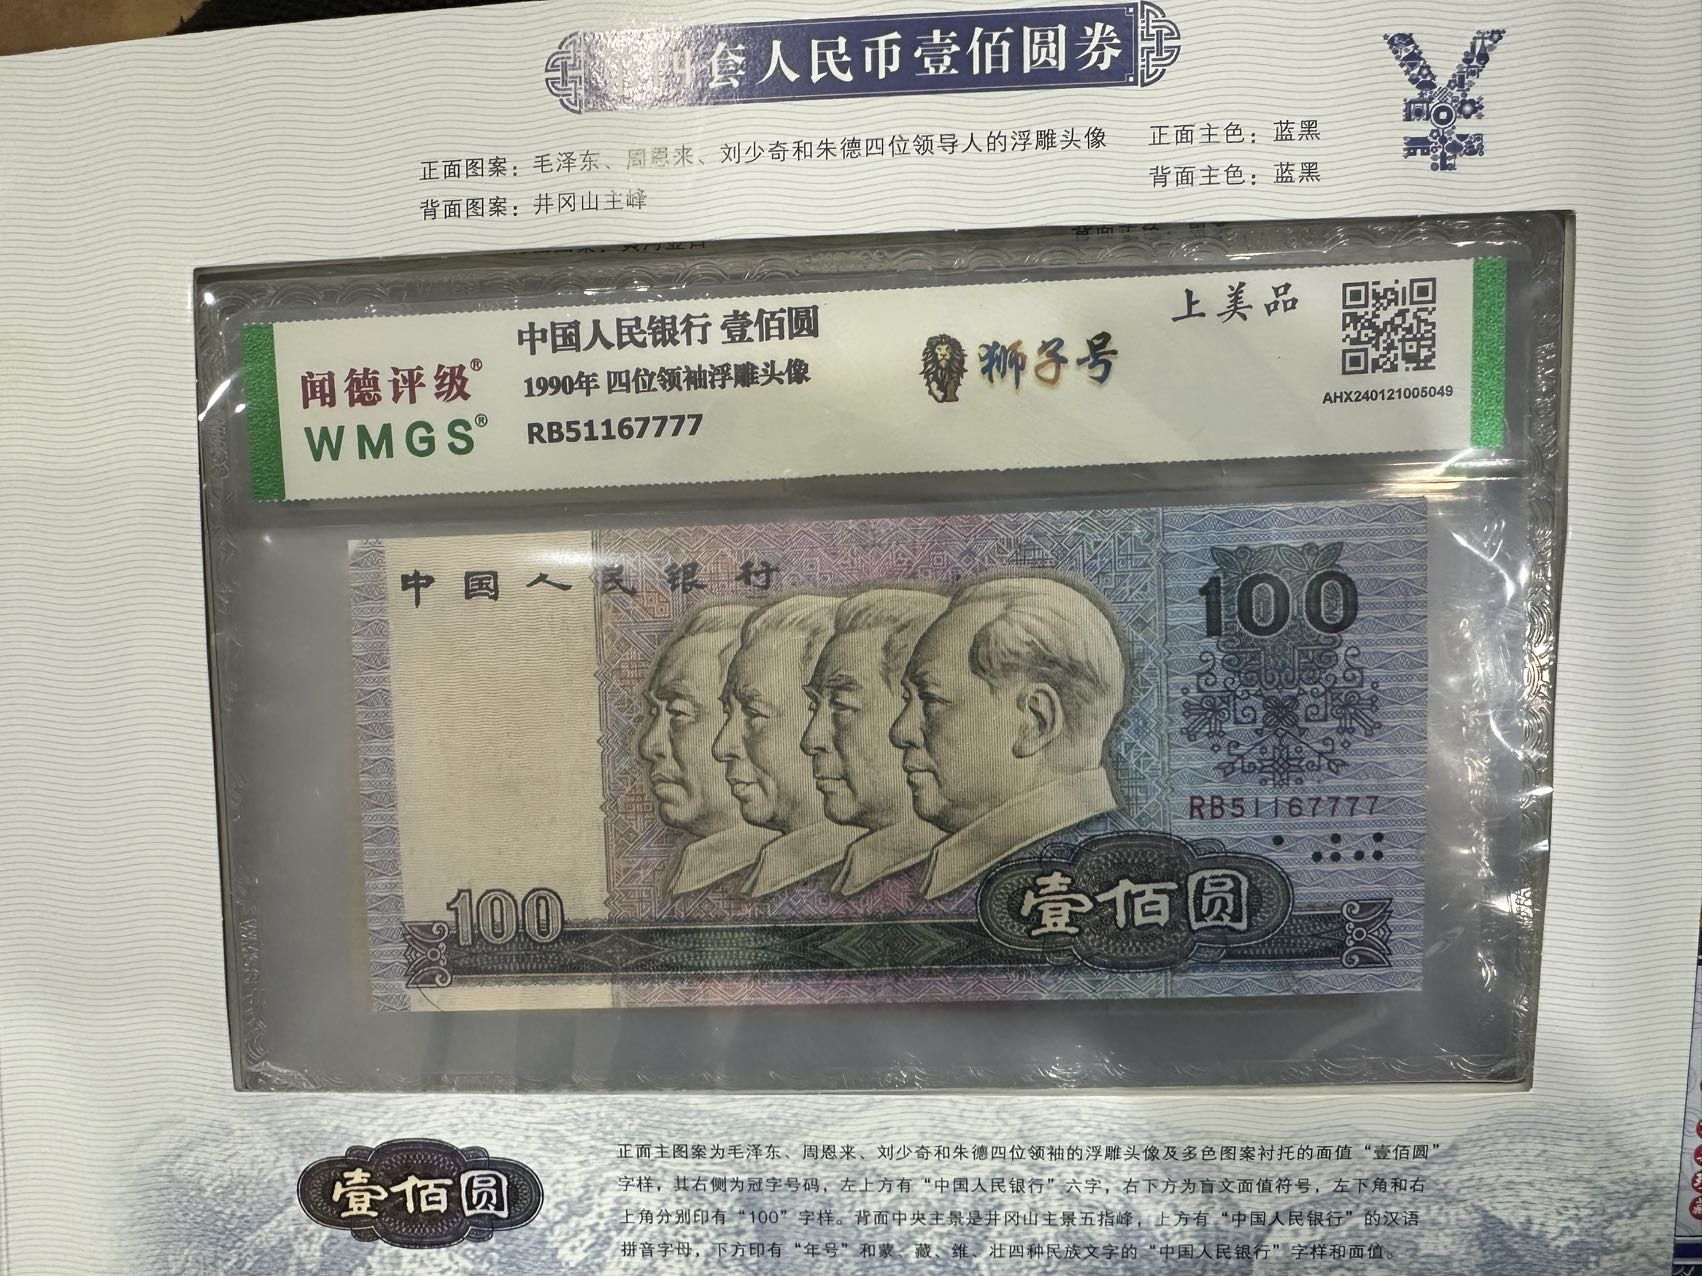 套人民币壹佰圆券
正面图案：毛泽东、周恩来、刘少奇和朱德四位领导人的浮雕头像
正面主色：蓝黑
背面图案：井冈山主峰
背面主色：蓝黑
闻德评级®
WMGS®
中国人民银行 壹佰圆
1990年 四位领袖浮雕头像
RB51167777
狮子号
上美品
AHX240121005049
中国人民银行
100
RB51167777
100
壹佰圆
壹佰圆
正面主图案为毛泽东、周恩来、刘少奇和朱德四位领袖的浮雕头像及多色图案衬托的面值“壹佰圆”
字样，其右侧为冠字号码，左上方有“中国人民银行”六字，右下方为盲文面值符号，左下角和右
上角分别印有“100”字样。背面中央主景是井冈山主景五指峰，上方有“中国人民银行”的汉语
拼音字母，下方印有“年号”和蒙、藏、维、壮四种民族文字的“中国人民银行”字样和面值。